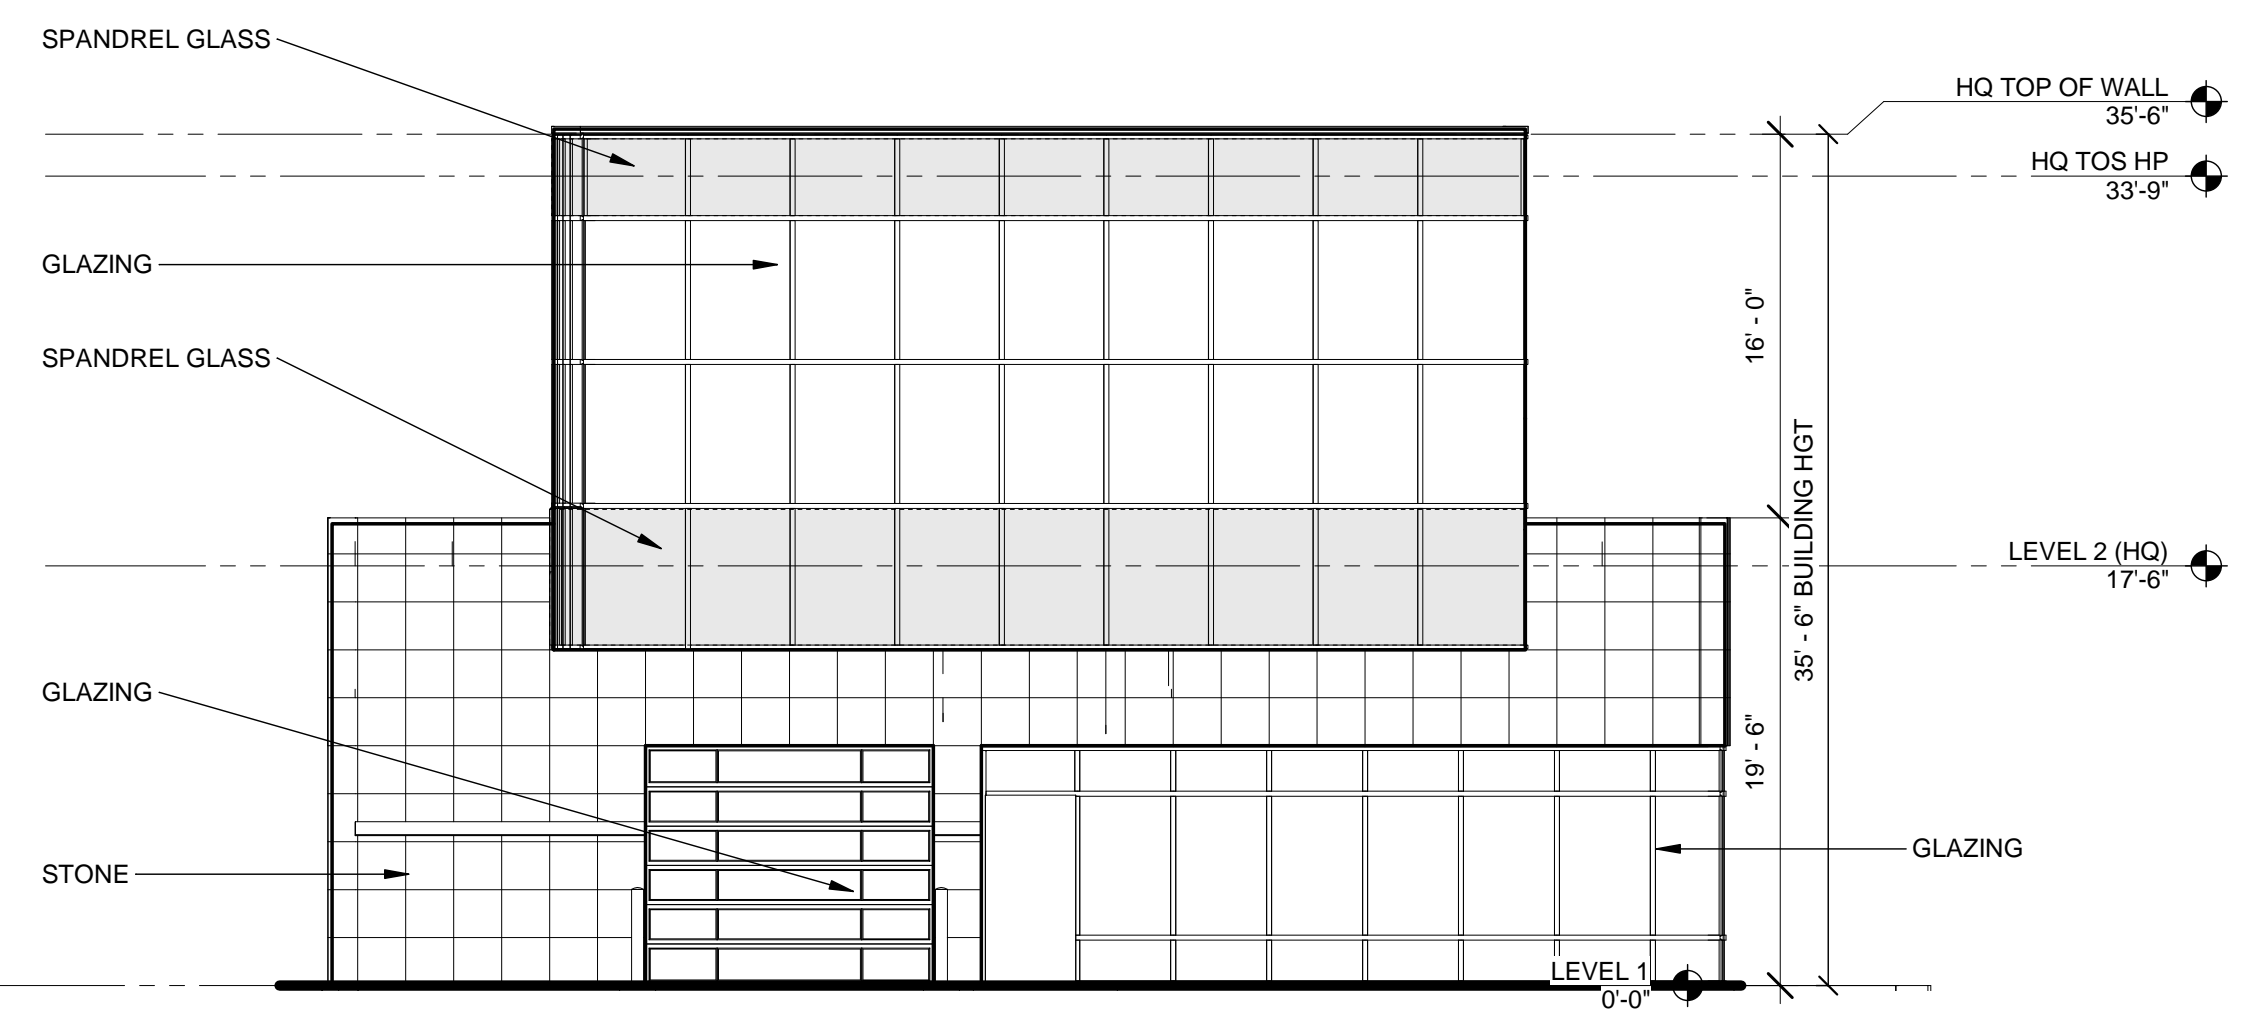 SPANDREL GLASS
HQ TOP OF WALL
35'-6"
HQ TOS HP
33'-9"
GLAZING
16' - 0"
SPANDREL GLASS
35' - 6" BUILDING HGT
LEVEL 2 (HQ)
17'-6"
GLAZING
19' - 6"
GLAZING
STONE
LEVEL 1
0'-0"